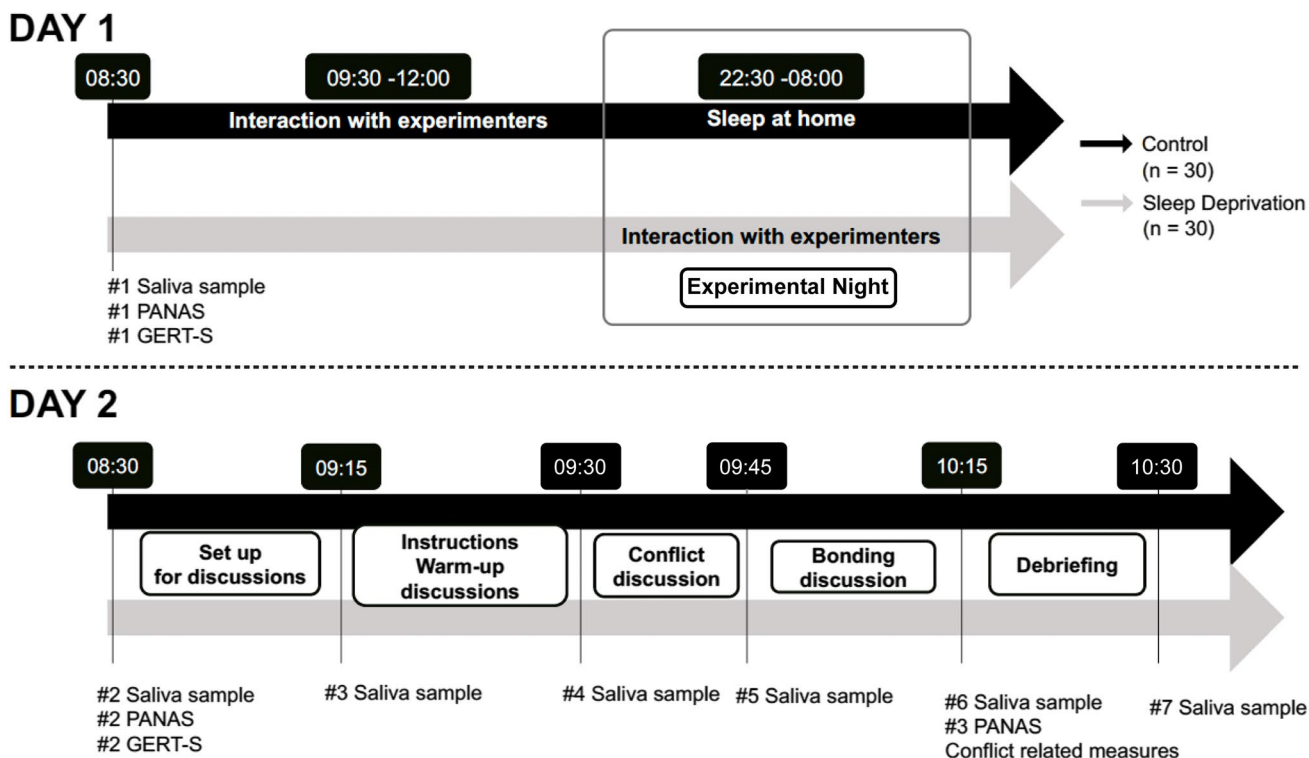 DAY 1
08:30
09:30 -12:00
22:30 -08:00
Interaction with experimenters
Sleep at home
Control
(n = 30)
Sleep Deprivation
(n = 30)
Interaction with experimenters
Experimental Night
#1 Saliva sample
#1 PANAS
#1 GERT-S
DAY 2
08:30
09:15
09:30
09:45
10:15
10:30
Set up
for discussions
Instructions
Warm-up
discussions
Conflict
discussion
Bonding
discussion
Debriefing
#2 Saliva sample
#2 PANAS
#2 GERT-S
#3 Saliva sample
#4 Saliva sample
#5 Saliva sample
#6 Saliva sample
#3 PANAS
Conflict related measures
#7 Saliva sample